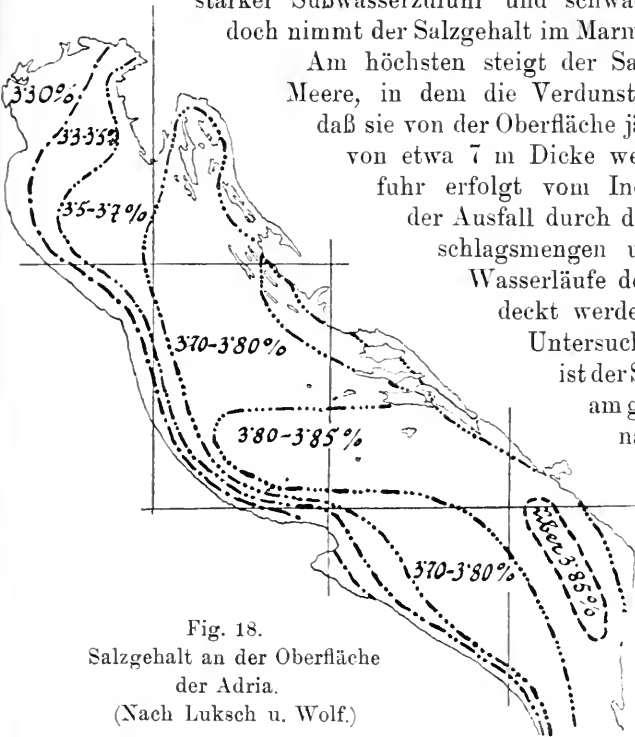 starker Süßwasserzufuhr und schwa
doch nimmt der Salzgehalt im Marm
Am höchsten steigt der Sa
Meere, in dem die Verdunst
daß sie von der Oberfläche jä
von etwa 7 m Dicke we
fuhr erfolgt vom In
der Ausfall durch d
schlagsmengen u
Wasserläufe de
deckt werde
Untersuch
ist der S
am g
na
3·30%
3·3-3·5%
3·5-3·7%
3·70-3·80%
3·80-3·85%
3·70-3·80%
über 3·85%
Fig. 18.
Salzgehalt an der Oberfläche
der Adria.
(Nach Luksch u. Wolf.)